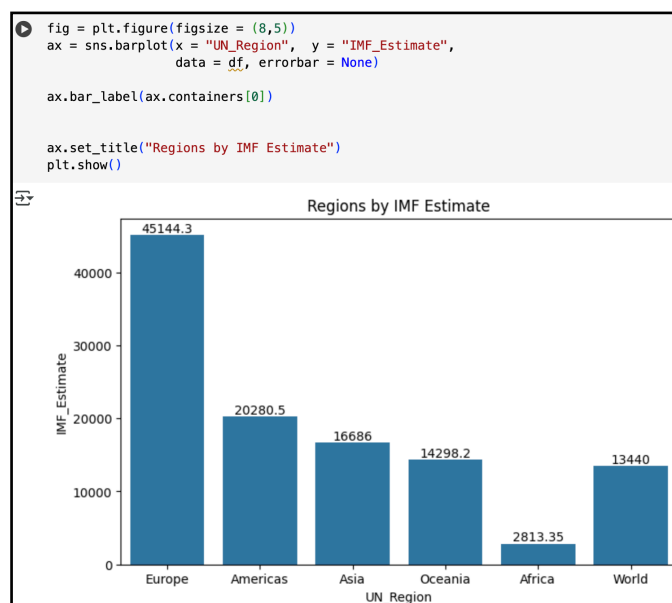 fig = plt.figure(figsize = (8,5))
ax = sns.barplot(x = "UN_Region",  y = "IMF_Estimate",
data = df, errorbar = None)
ax.bar_label(ax.containers[0])
ax.set_title("Regions by IMF Estimate")
plt.show()
Regions by IMF Estimate
45144.3
40000
30000
20000
10000
0
IMF_Estimate
20280.5
16686
14298.2
2813.35
13440
Europe Americas Asia Oceania Africa World
UN_Region